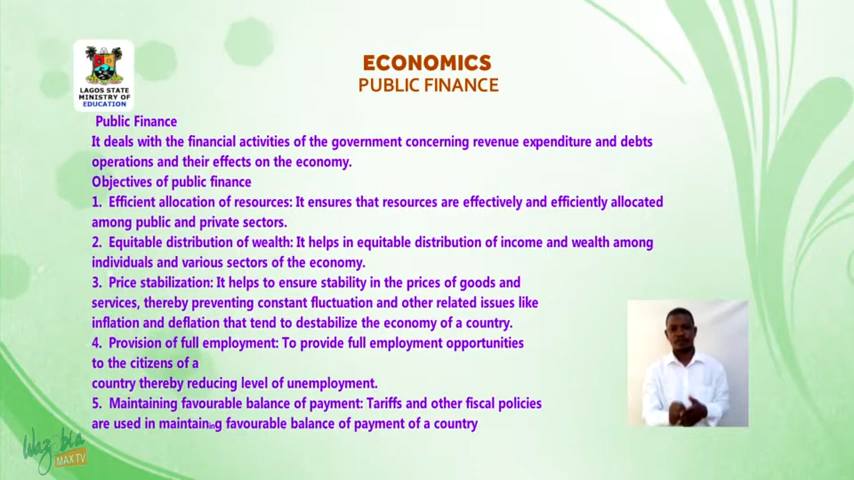 ECONOMICS
PUBLIC FINANCE
LAGOS STATE
MINISTRY OF
EDUCATION
Public Finance
It deals with the financial activities of the government concerning revenue expenditure and debts
operations and their effects on the economy.
Objectives of public finance
1. Efficient allocation of resources: It ensures that resources are effectively and efficiently allocated
among public and private sectors.
2. Equitable distribution of wealth: It helps in equitable distribution of income and wealth among
individuals and various sectors of the economy.
3. Price stabilization: It helps to ensure stability in the prices of goods and
services, thereby preventing constant fluctuation and other related issues like
inflation and deflation that tend to destabilize the economy of a country.
4. Provision of full employment: To provide full employment opportunities
to the citizens of a
country thereby reducing level of unemployment.
5. Maintaining favourable balance of payment: Tariffs and other fiscal policies
are used in maintaining favourable balance of payment of a country
Wazobia
MAX TV